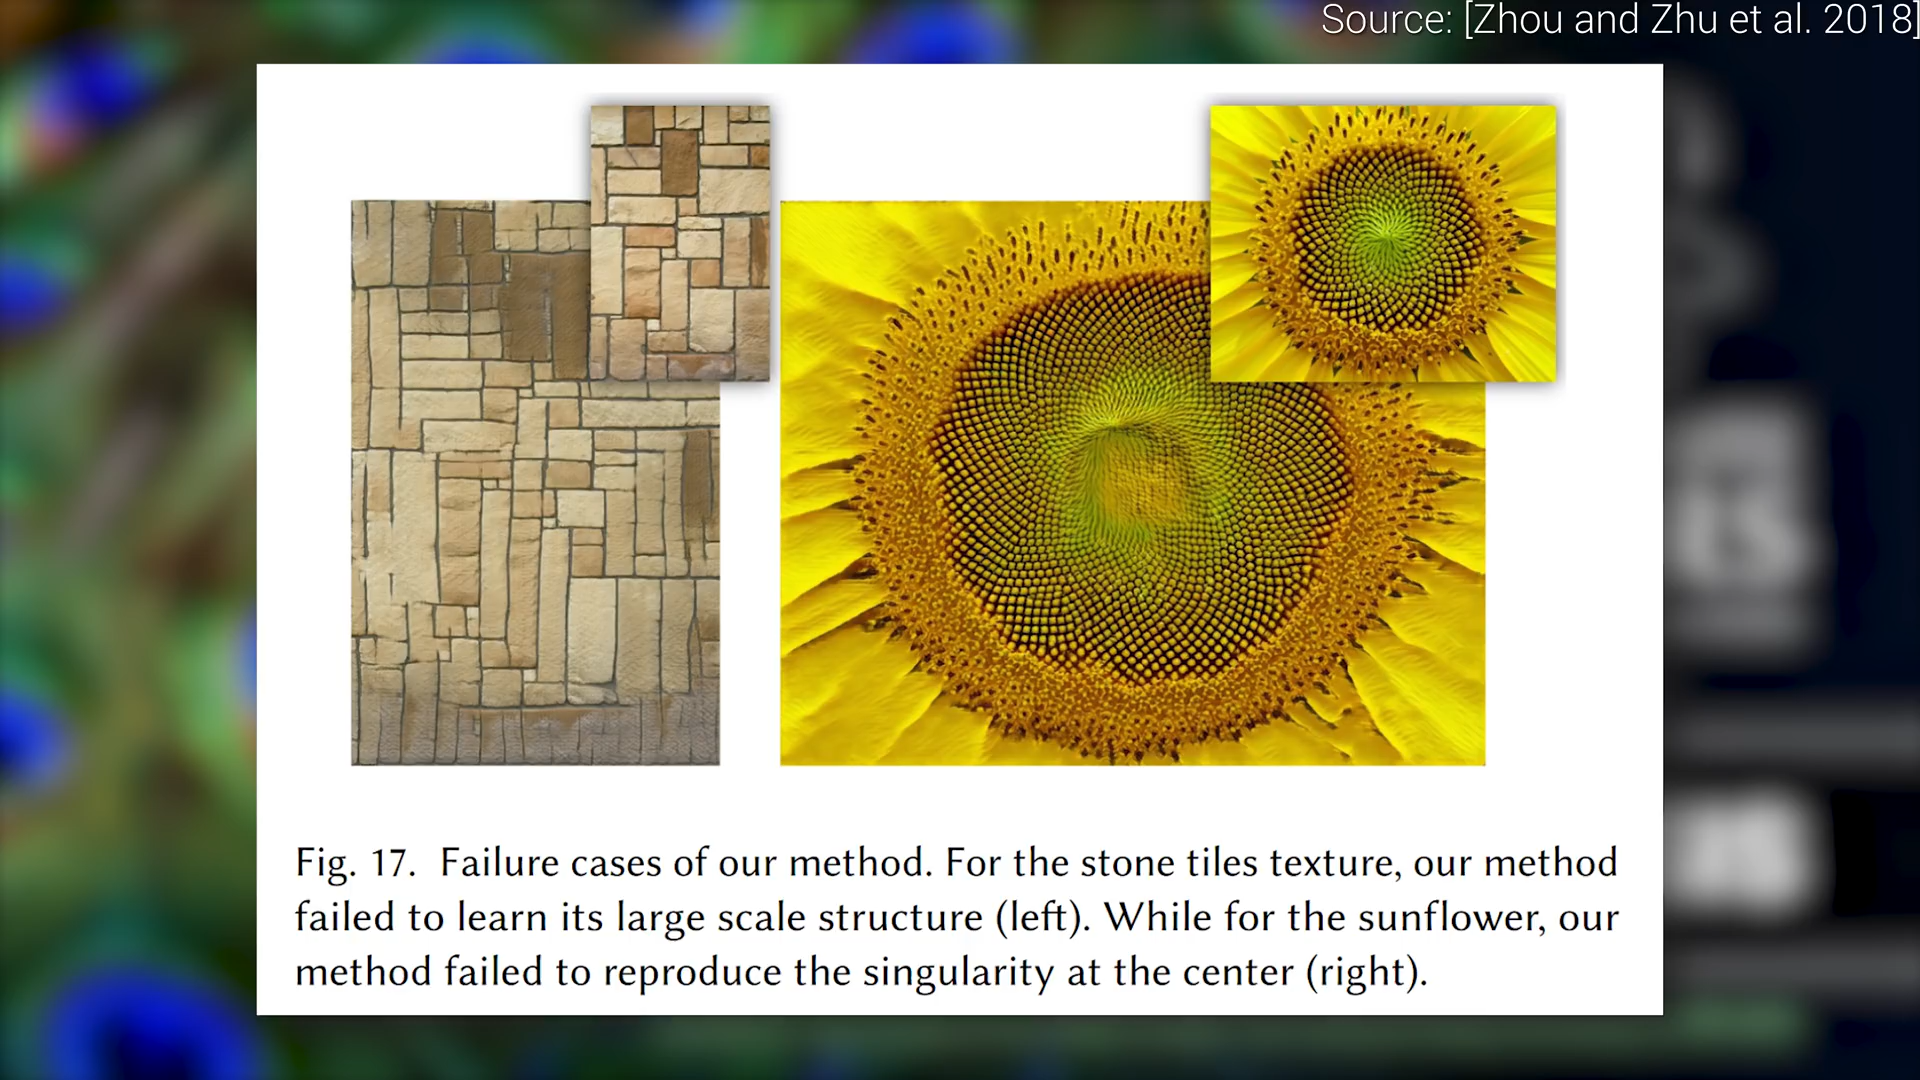 Source: [Zhou and Zhu et al. 2018]
Fig. 17. Failure cases of our method. For the stone tiles texture, our method
failed to learn its large scale structure (left). While for the sunflower, our
method failed to reproduce the singularity at the center (right).